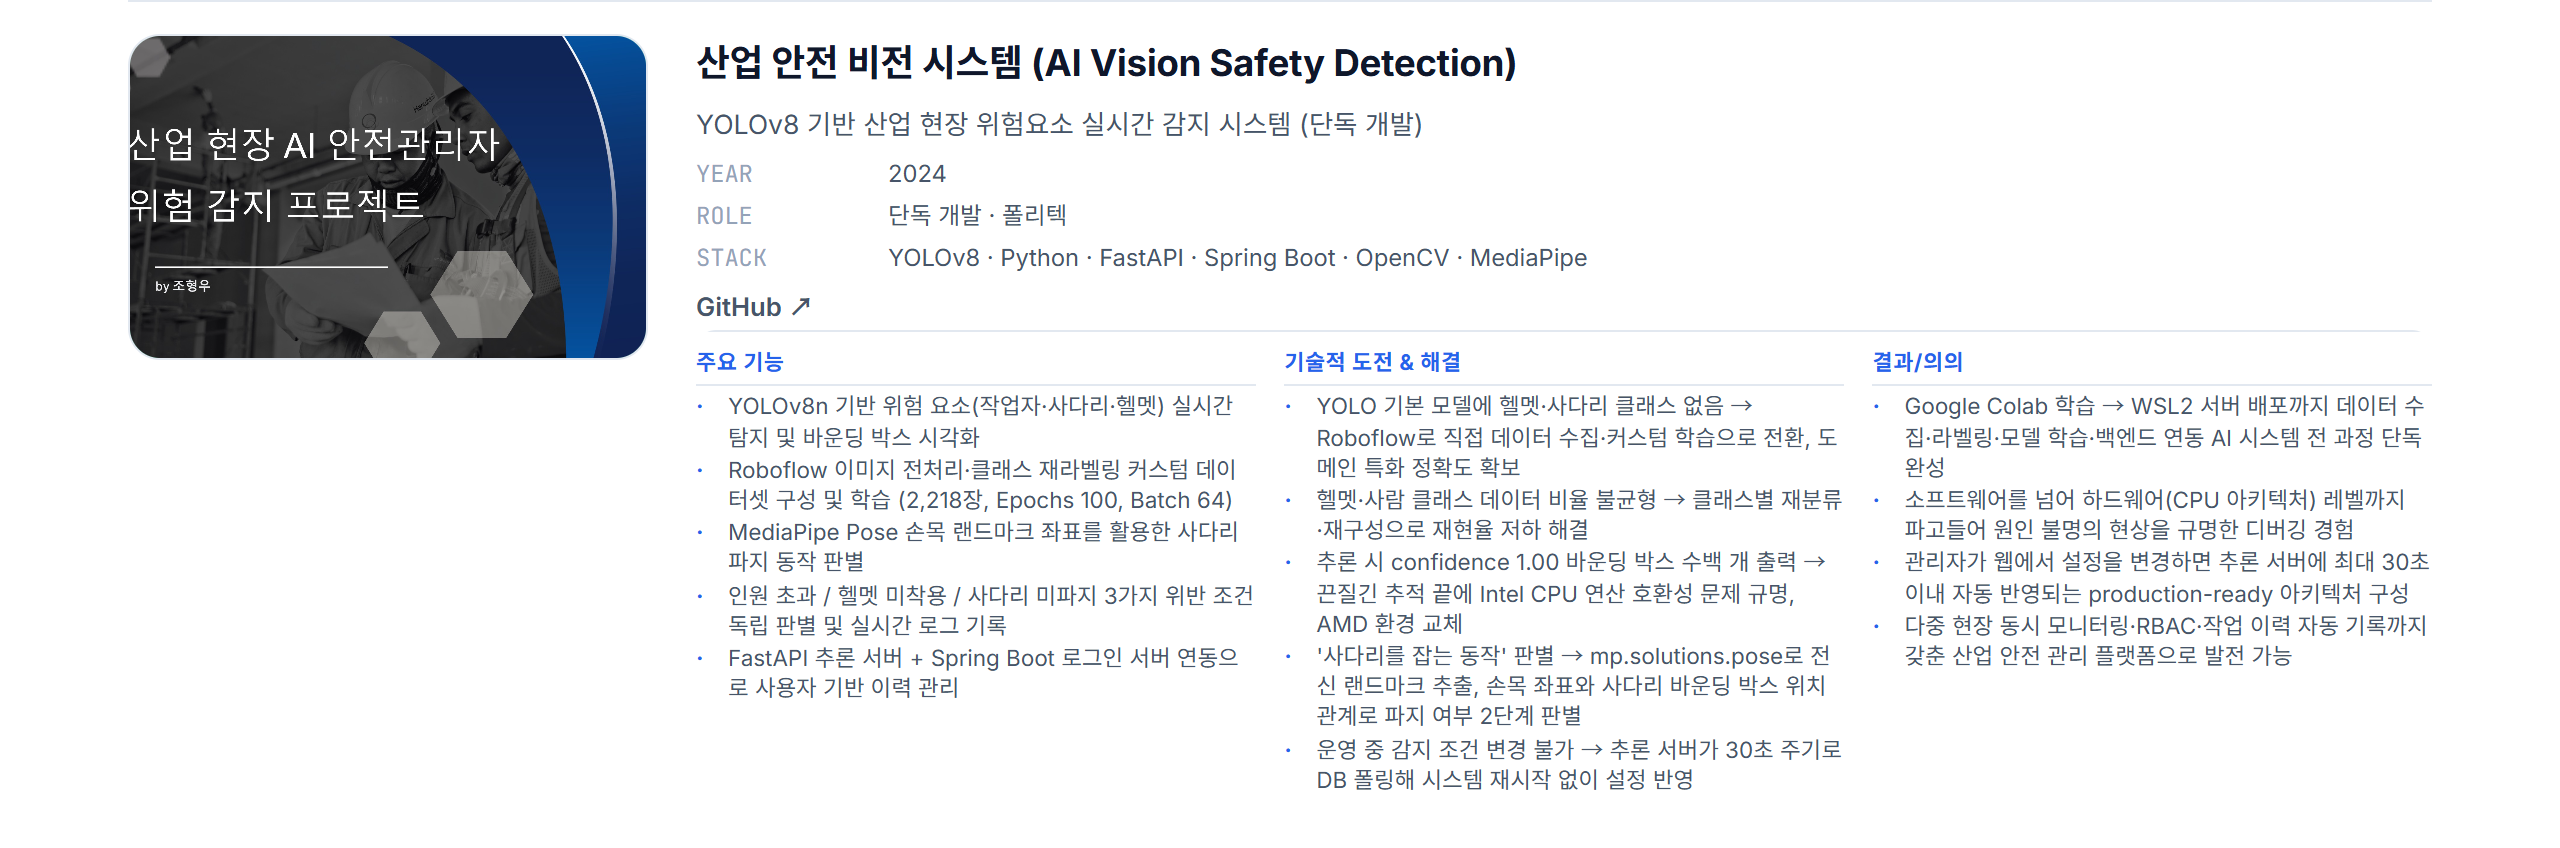 산업 현장 AI 안전관리자
위험 감지 프로젝트
by 조형우
산업 안전 비전 시스템 (AI Vision Safety Detection)
YOLOv8 기반 산업 현장 위험요소 실시간 감지 시스템 (단독 개발)
YEAR 2024
ROLE 단독 개발 · 폴리텍
STACK YOLOv8 · Python · FastAPI · Spring Boot · OpenCV · MediaPipe
GitHub ↗
주요 기능
• YOLOv8n 기반 위험 요소(작업자·사다리·헬멧) 실시간
탐지 및 바운딩 박스 시각화
• Roboflow 이미지 전처리·클래스 재라벨링 커스텀 데이
터셋 구성 및 학습 (2,218장, Epochs 100, Batch 64)
• MediaPipe Pose 손목 랜드마크 좌표를 활용한 사다리
파지 동작 판별
• 인원 초과 / 헬멧 미착용 / 사다리 미파지 3가지 위반 조건
독립 판별 및 실시간 로그 기록
• FastAPI 추론 서버 + Spring Boot 로그인 서버 연동으
로 사용자 기반 이력 관리
기술적 도전 & 해결
• YOLO 기본 모델에 헬멧·사다리 클래스 없음 →
Roboflow로 직접 데이터 수집·커스텀 학습으로 전환, 도
메인 특화 정확도 확보
• 헬멧·사람 클래스 데이터 비율 불균형 → 클래스별 재분류
·재구성으로 재현율 저하 해결
• 추론 시 confidence 1.00 바운딩 박스 수백 개 출력 →
끈질긴 추적 끝에 Intel CPU 연산 호환성 문제 규명,
AMD 환경 교체
• '사다리를 잡는 동작' 판별 → mp.solutions.pose로 전
신 랜드마크 추출, 손목 좌표와 사다리 바운딩 박스 위치
관계로 파지 여부 2단계 판별
• 운영 중 감지 조건 변경 불가 → 추론 서버가 30초 주기로
DB 폴링해 시스템 재시작 없이 설정 반영
결과/의의
• Google Colab 학습 → WSL2 서버 배포까지 데이터 수
집·라벨링·모델 학습·백엔드 연동 AI 시스템 전 과정 단독
완성
• 소프트웨어를 넘어 하드웨어(CPU 아키텍처) 레벨까지
파고들어 원인 불명의 현상을 규명한 디버깅 경험
• 관리자가 웹에서 설정을 변경하면 추론 서버에 최대 30초
이내 자동 반영되는 production-ready 아키텍처 구성
• 다중 현장 동시 모니터링·RBAC·작업 이력 자동 기록까지
갖춘 산업 안전 관리 플랫폼으로 발전 가능